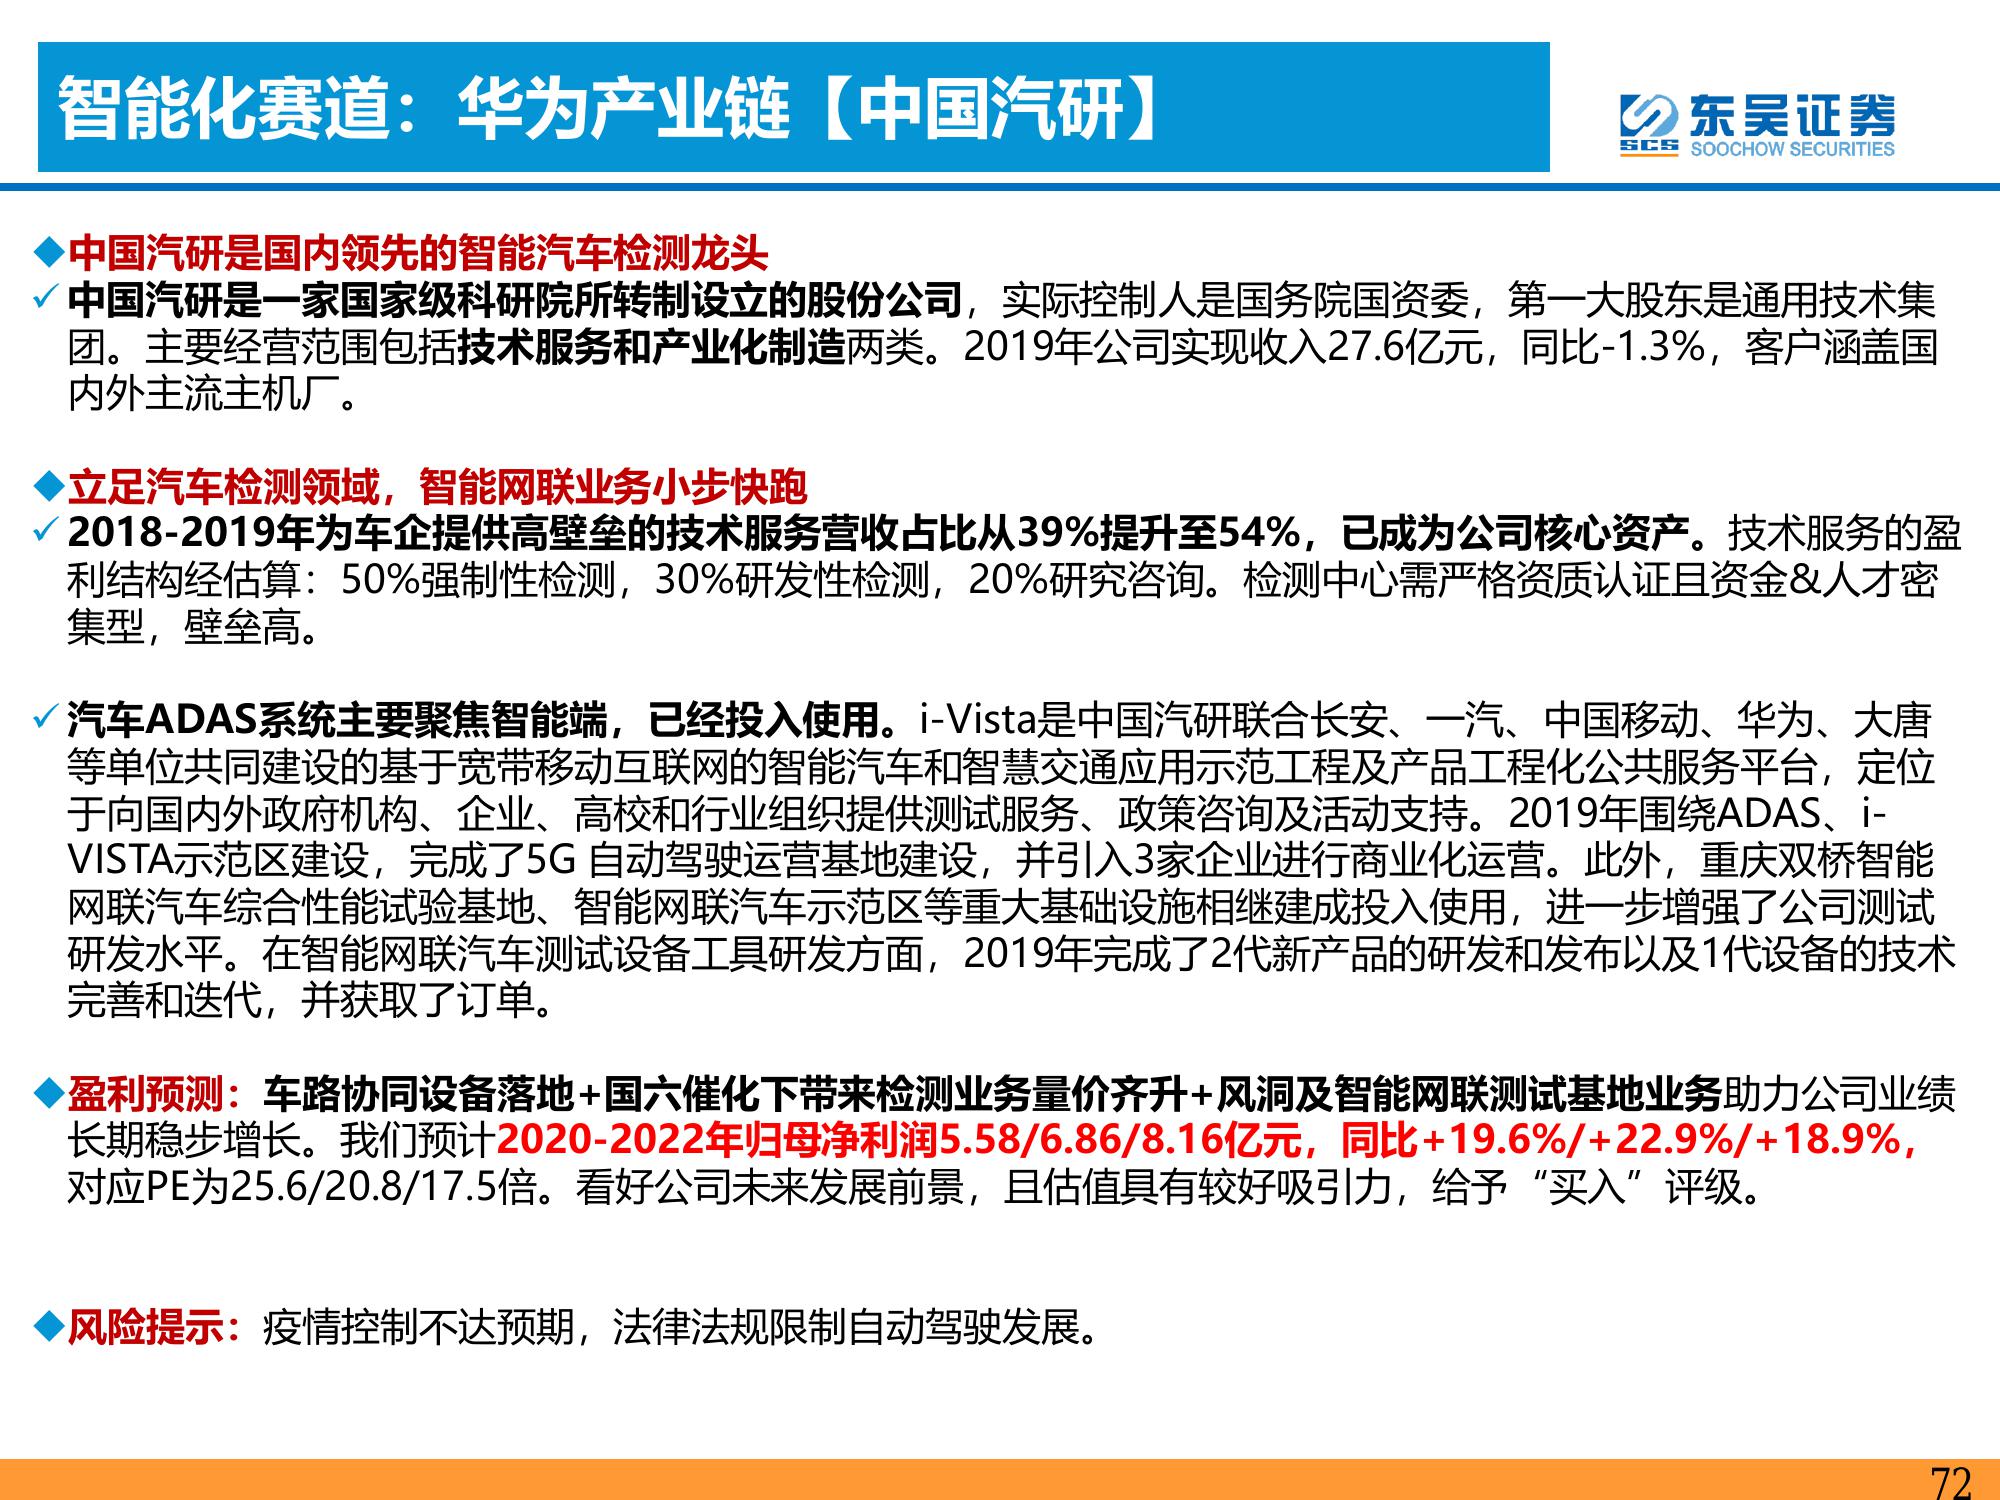 智能化赛道：华为产业链【中国汽研】
东吴证券
SCS SOOCHOW SECURITIES
◆中国汽研是国内领先的智能汽车检测龙头
✓中国汽研是一家国家级科研院所转制设立的股份公司，实际控制人是国务院国资委，第一大股东是通用技术集
团。主要经营范围包括技术服务和产业化制造两类。2019年公司实现收入27.6亿元，同比-1.3%，客户涵盖国
内外主流主机厂。
◆立足汽车检测领域，智能网联业务小步快跑
✓2018-2019年为车企提供高壁垒的技术服务营收占比从39%提升至54%，已成为公司核心资产。技术服务的盈
利结构经估算：50%强制性检测，30%研发性检测，20%研究咨询。检测中心需严格资质认证且资金&人才密
集型，壁垒高。
✓汽车ADAS系统主要聚焦智能端，已经投入使用。i-Vista是中国汽研联合长安、一汽、中国移动、华为、大唐
等单位共同建设的基于宽带移动互联网的智能汽车和智慧交通应用示范工程及产品工程化公共服务平台，定位
于向国内外政府机构、企业、高校和行业组织提供测试服务、政策咨询及活动支持。2019年围绕ADAS、i-
VISTA示范区建设，完成了5G 自动驾驶运营基地建设，并引入3家企业进行商业化运营。此外，重庆双桥智能
网联汽车综合性能试验基地、智能网联汽车示范区等重大基础设施相继建成投入使用，进一步增强了公司测试
研发水平。在智能网联汽车测试设备工具研发方面，2019年完成了2代新产品的研发和发布以及1代设备的技术
完善和迭代，并获取了订单。
◆盈利预测：车路协同设备落地+国六催化下带来检测业务量价齐升+风洞及智能网联测试基地业务助力公司业绩
长期稳步增长。我们预计2020-2022年归母净利润5.58/6.86/8.16亿元，同比+19.6%/+22.9%/+18.9%，
对应PE为25.6/20.8/17.5倍。看好公司未来发展前景，且估值具有较好吸引力，给予“买入”评级。
◆风险提示：疫情控制不达预期，法律法规限制自动驾驶发展。
72